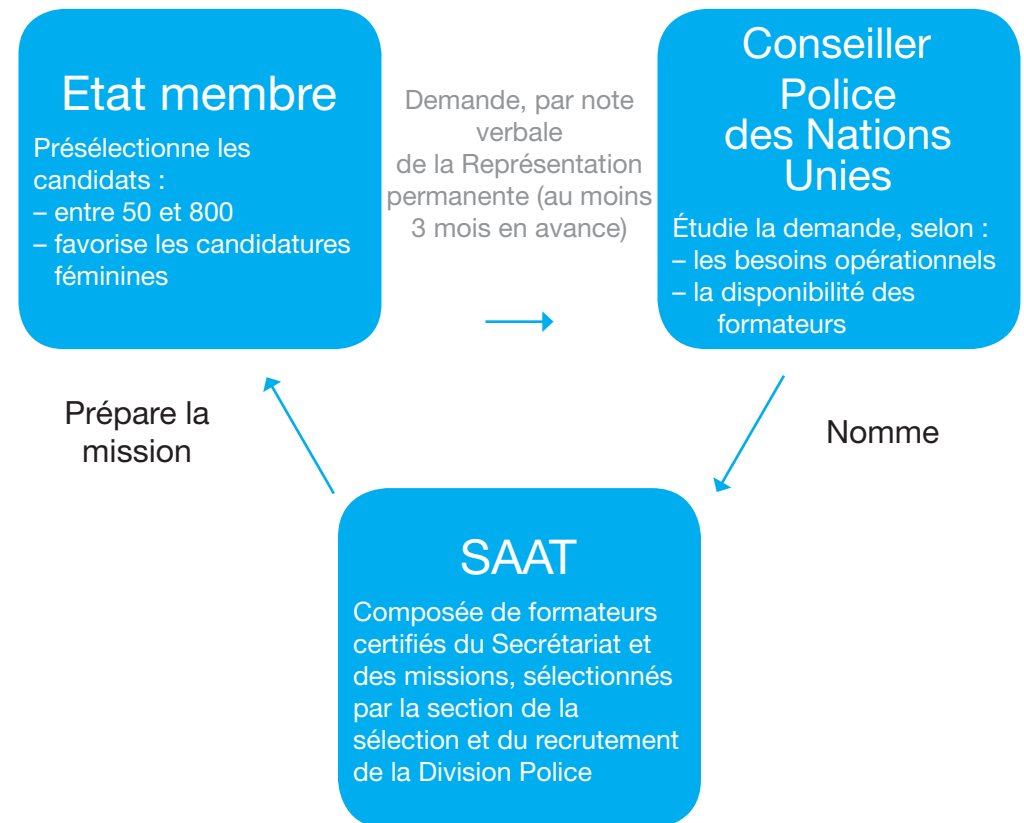 Etat membre
Présélectionne les
candidats :
– entre 50 et 800
– favorise les candidatures
féminines
Demande, par note
verbale
de la Représentation
permanente (au moins
3 mois en avance)
Conseiller
Police
des Nations
Unies
Étudie la demande, selon :
– les besoins opérationnels
– la disponibilité des
formateurs
Prépare la
mission
Nomme
SAAT
Composée de formateurs
certifiés du Secrétariat et
des missions, sélectionnés
par la section de la
sélection et du recrutement
de la Division Police